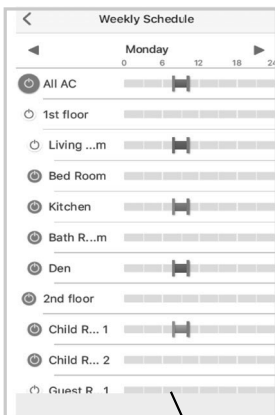 Weekly Schedule
Monday
0 6 12 18 24
All AC
1st floor
Living ...m
Bed Room
Kitchen
Bath R...m
Den
2nd floor
Child R... 1
Child R... 2
Guest R 1